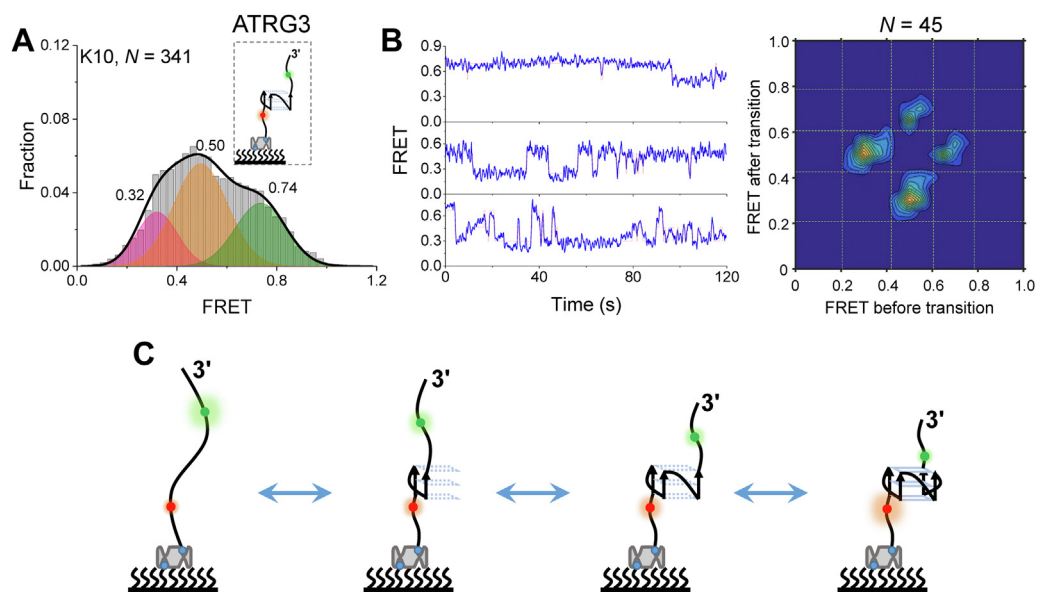 A
ATRG3
K10, N = 341
3'
0.50
0.32
0.74
Fraction
0.12
0.08
0.04
0.00
0.0 0.4 0.8 1.2
FRET
B
FRET
0.9
0.6
0.3
0.0
0.6
0.3
0.0
0.6
0.3
0.0
0 40 80 120
Time (s)
N = 45
FRET after transition
1.0
0.8
0.6
0.4
0.2
0
0 0.2 0.4 0.6 0.8 1.0
FRET before transition
C
3' 3' 3' 3'